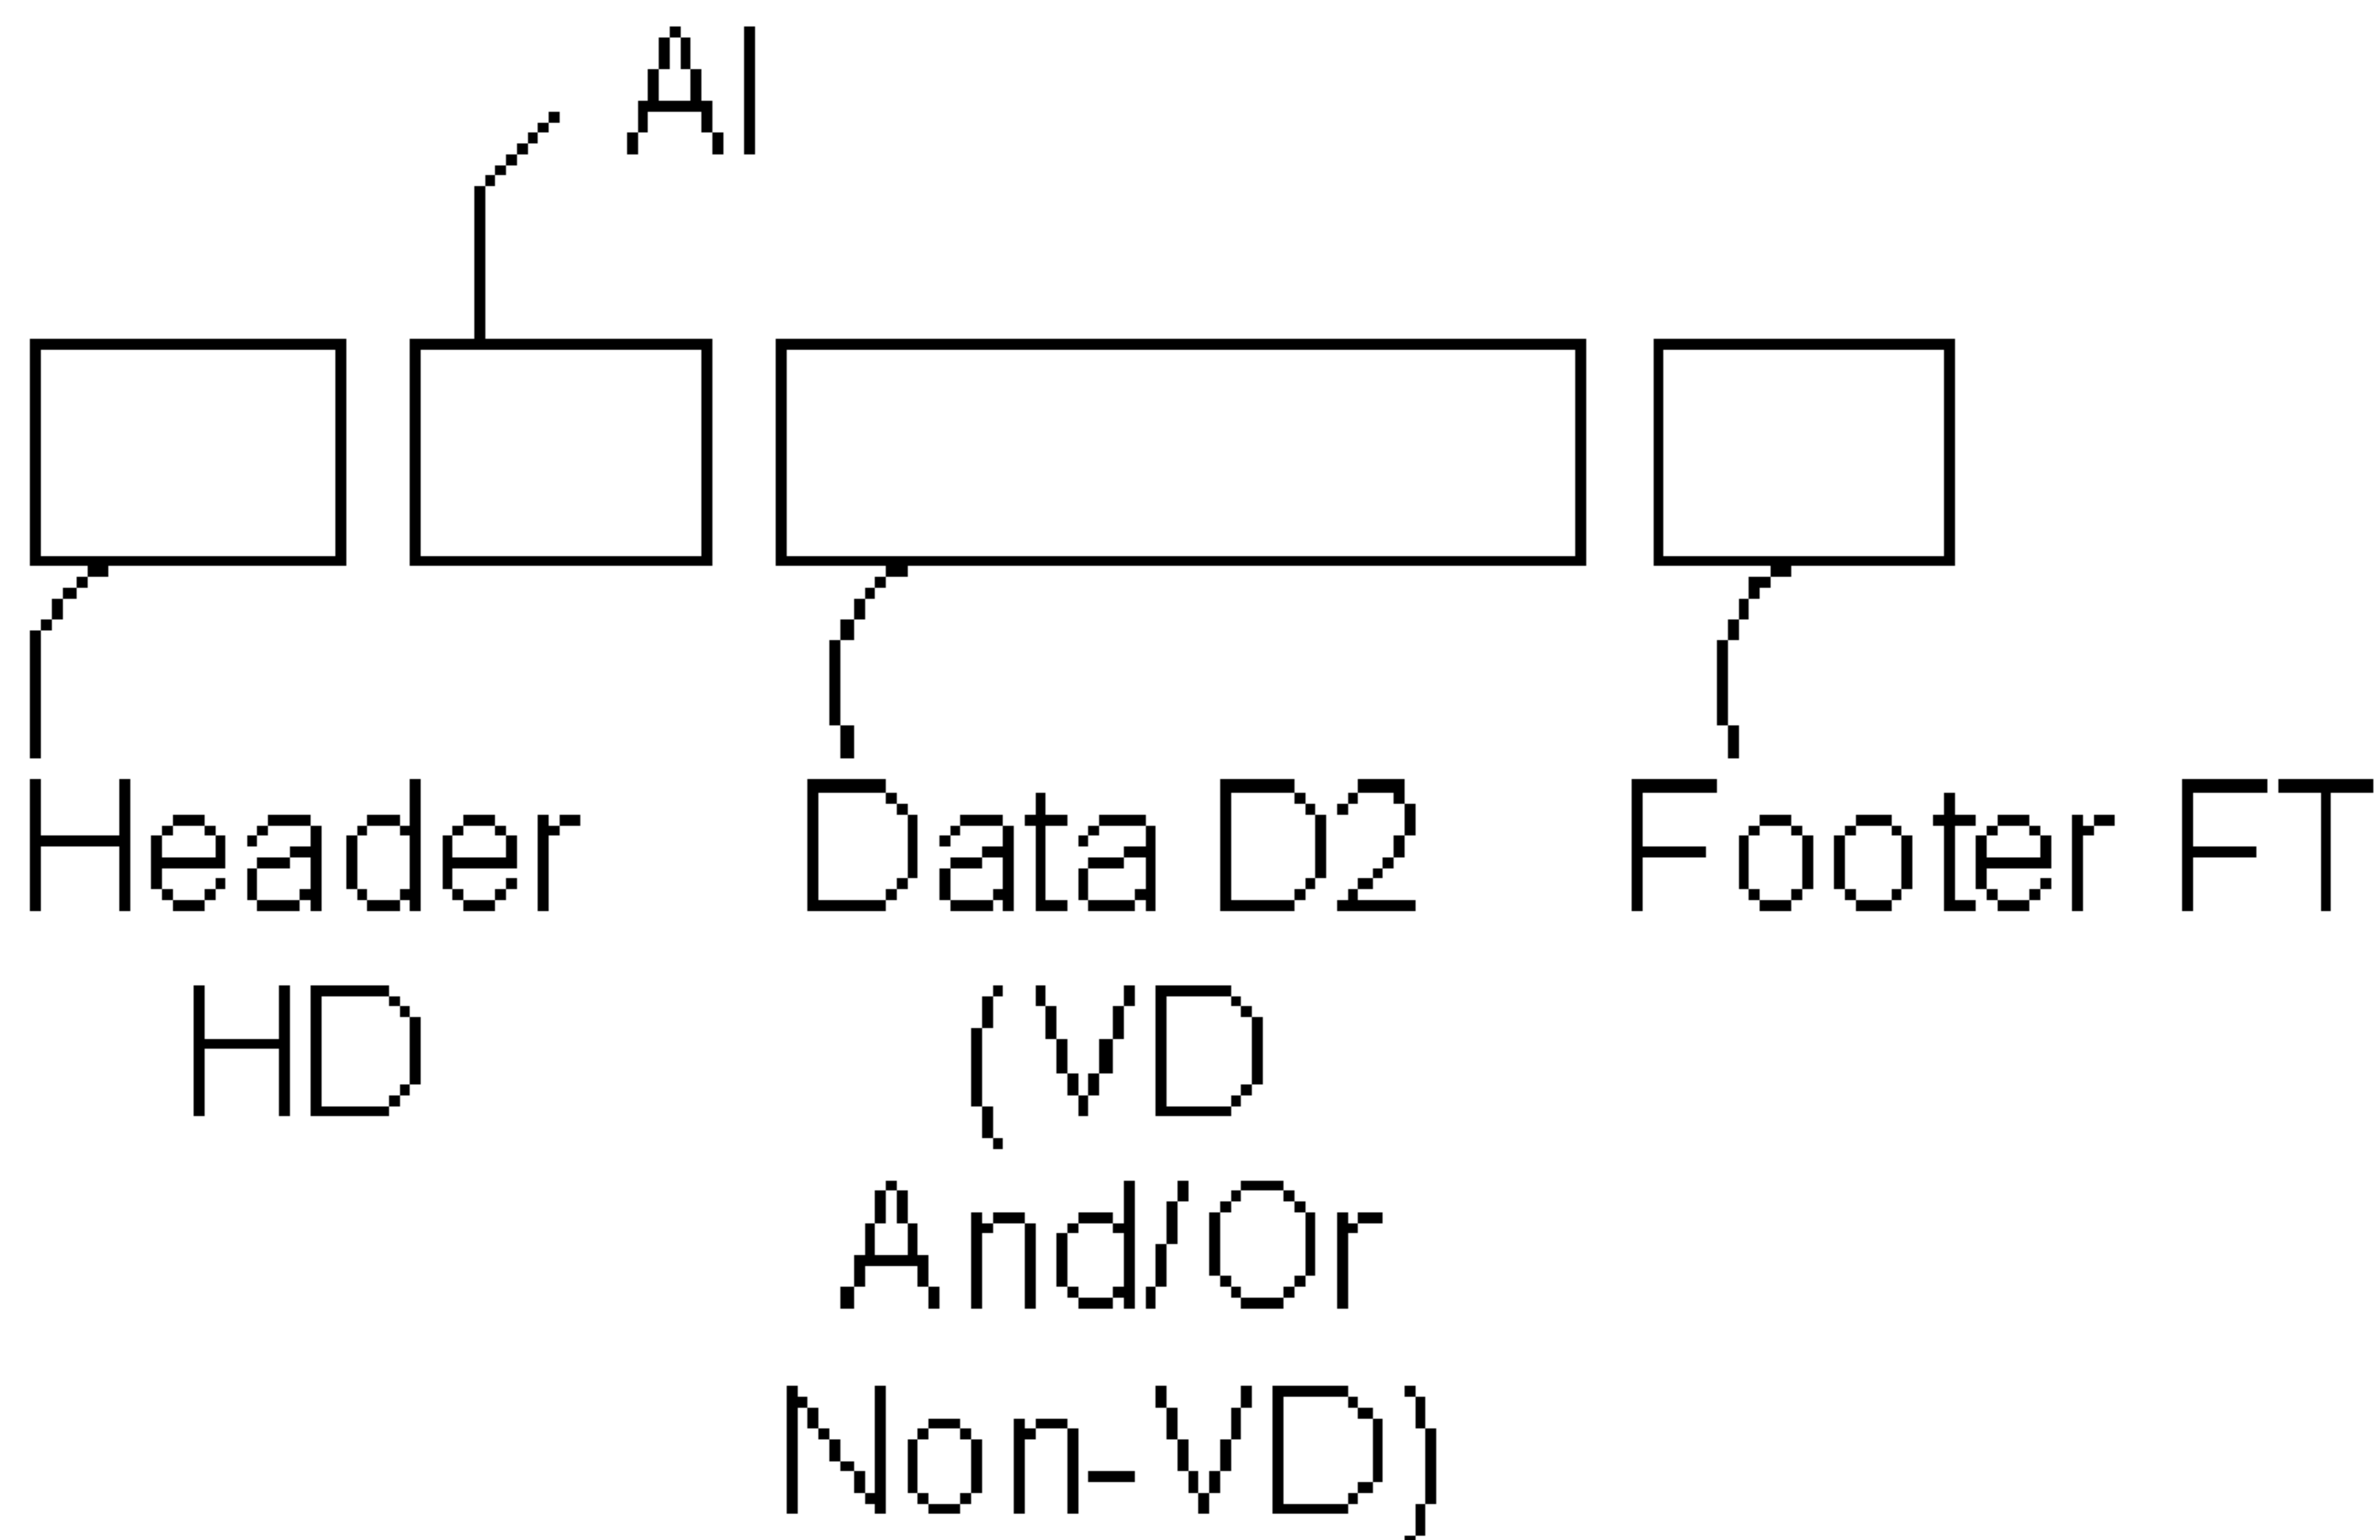 AI
Header Data D2 Footer FT
HD (VD
And/Or
Non-VD)